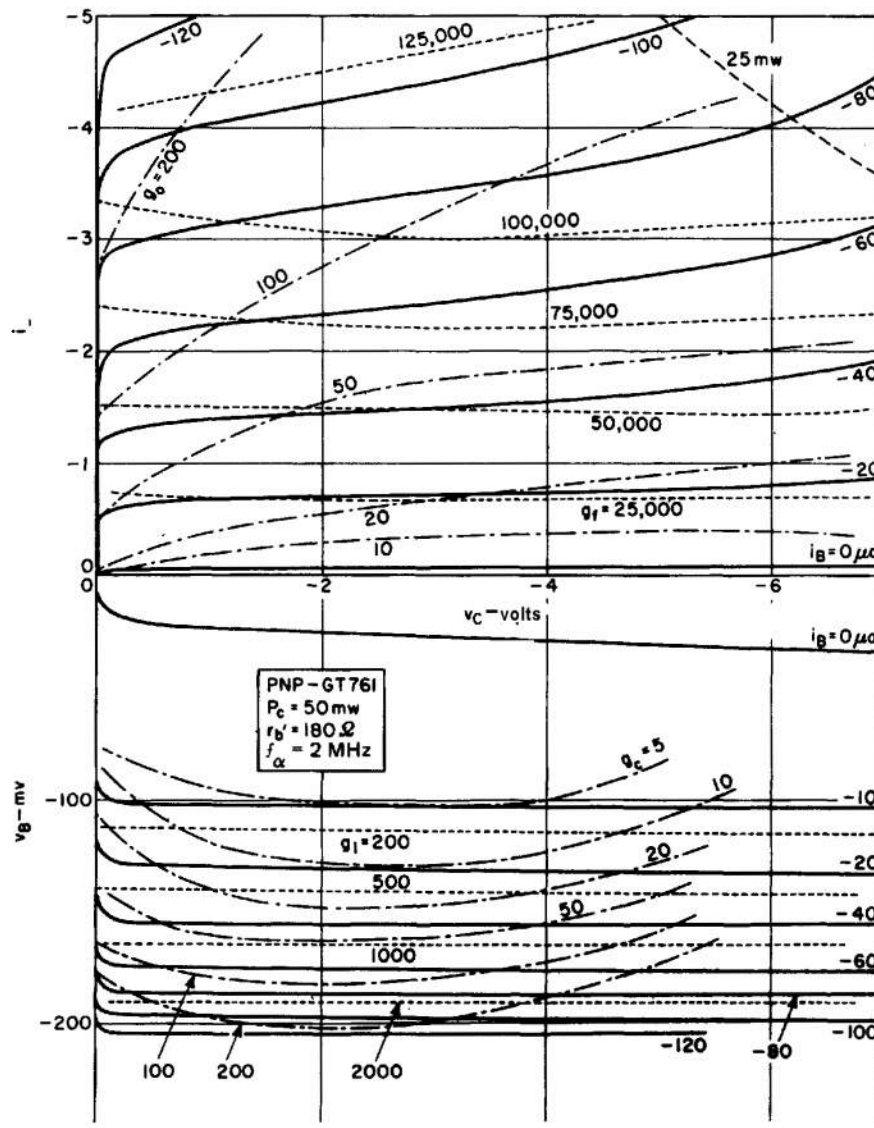 -5
-120
125,000
-100
25 mw
-80
-4
g₀=200
100,000
-60
-3
100
75,000
i_
-2
50
-40
50,000
-1
-20
20
g_f = 25,000
10
i_B = 0 μa
0
0
-2
-4
-6
v_C – volts
i_B = 0 μa
PNP – GT761
P_c = 50 mw
r_b' = 180 Ω
f_α = 2 MHz
g_c = 5
-100
10
-10
v_B – mv
g_i = 200
20
-20
500
50
-40
1000
-60
-200
-120
-80
-100
100
200
2000